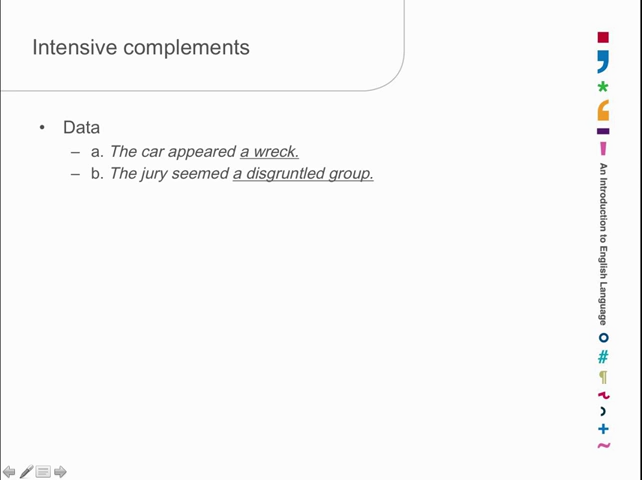 Intensive complements
• Data
– a. The car appeared a wreck.
– b. The jury seemed a disgruntled group.
An Introduction to English Language